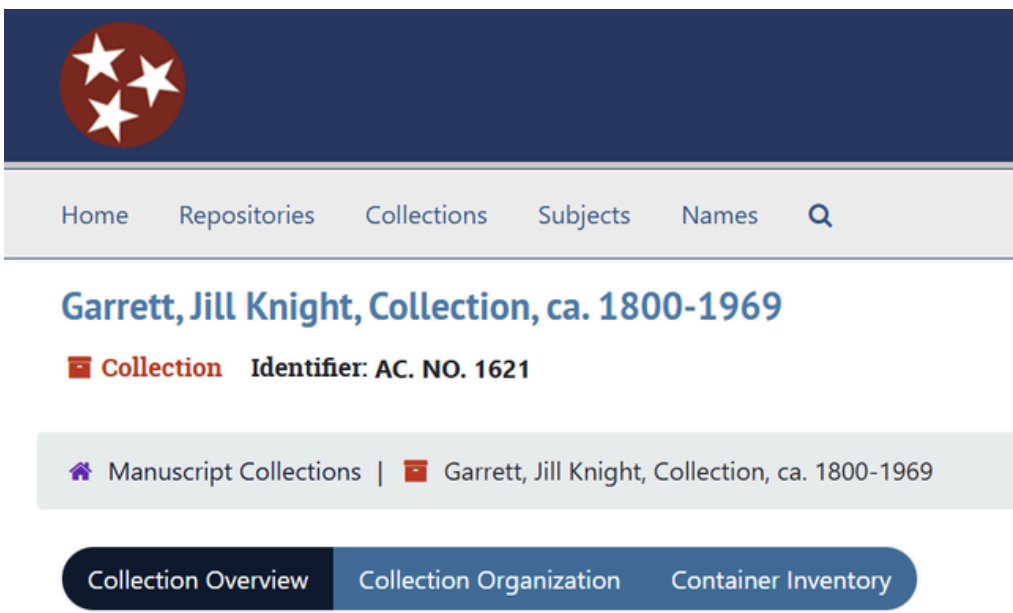 Home Repositories Collections Subjects Names
Garrett, Jill Knight, Collection, ca. 1800-1969
Collection Identifier: AC. NO. 1621
Manuscript Collections | Garrett, Jill Knight, Collection, ca. 1800-1969
Collection Overview Collection Organization Container Inventory